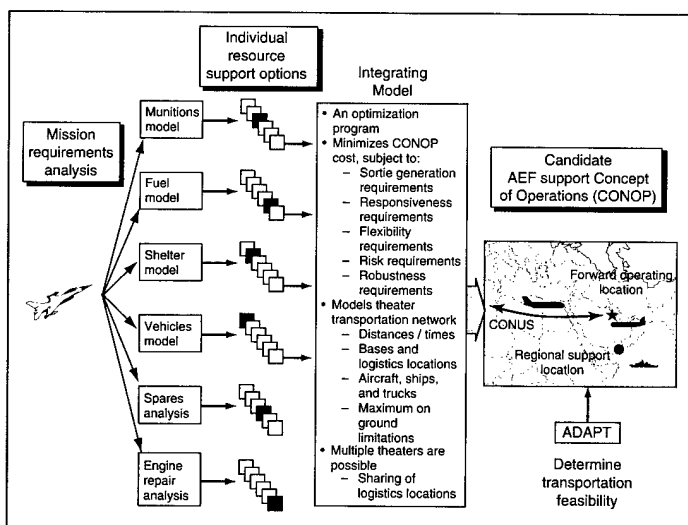 Mission
requirements
analysis
Individual
resource
support options
Munitions
model
Fuel
model
Shelter
model
Vehicles
model
Spares
analysis
Engine
repair
analysis
Integrating
Model
• An optimization
program
• Minimizes CONOP
cost, subject to:
– Sortie generation
requirements
– Responsiveness
requirements
– Flexibility
requirements
– Risk requirements
– Robustness
requirements
• Models theater
transportation network
– Distances / times
– Bases and
logistics locations
– Aircraft, ships,
and trucks
– Maximum on
ground
limitations
• Multiple theaters are
possible
– Sharing of
logistics locations
Candidate
AEF support Concept
of Operations (CONOP)
Forward operating
location
CONUS
Regional support
location
ADAPT
Determine
transportation
feasibility